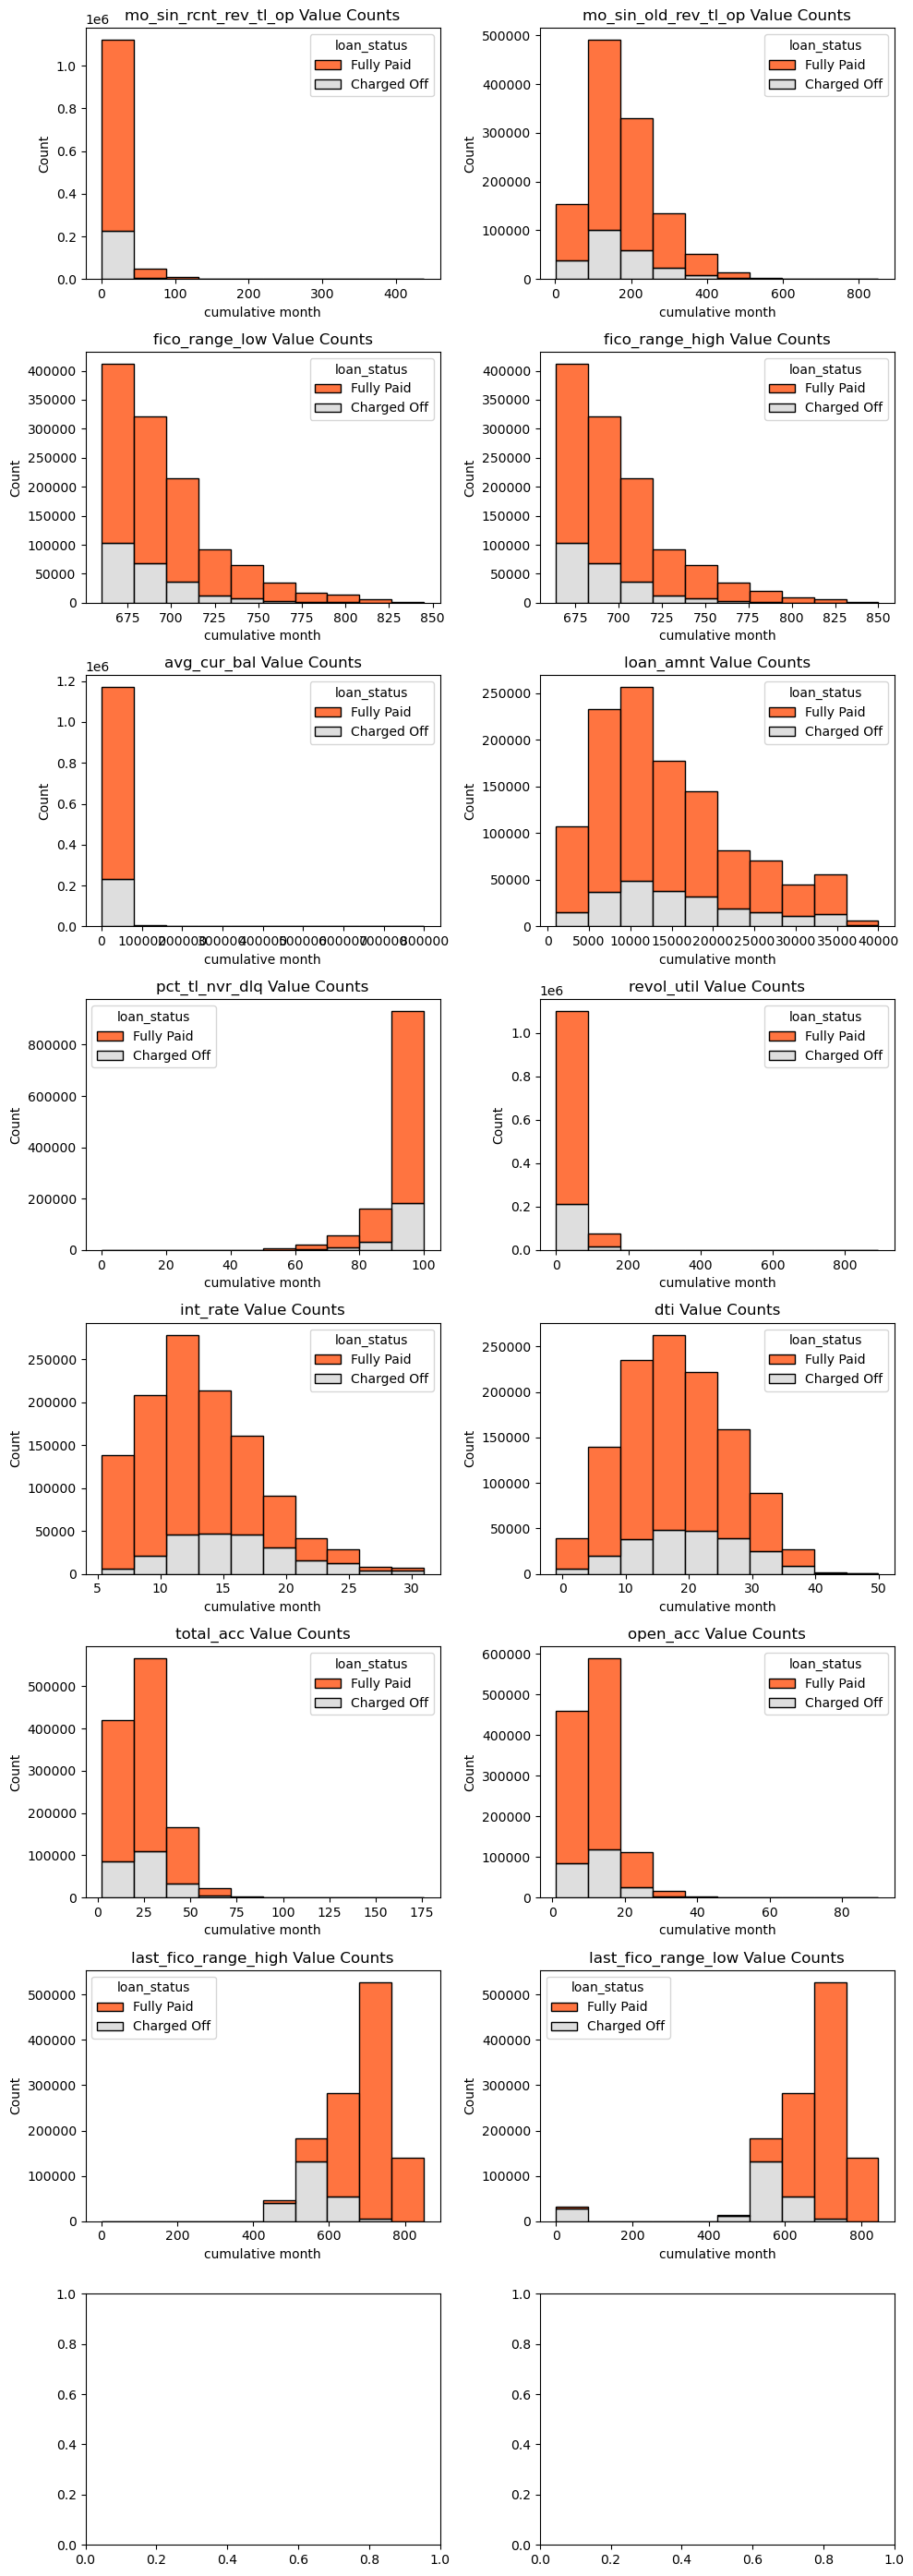 mo_sin_rcnt_rev_tl_op Value Counts
1e6
loan_status
Fully Paid
Charged Off
1.0
0.8
0.6
0.4
0.2
0.0
Count
0 100 200 300 400
cumulative month
mo_sin_old_rev_tl_op Value Counts
loan_status
Fully Paid
Charged Off
500000
400000
300000
200000
100000
0
Count
0 200 400 600 800
cumulative month
fico_range_low Value Counts
loan_status
Fully Paid
Charged Off
400000
350000
300000
250000
200000
150000
100000
50000
0
Count
675 700 725 750 775 800 825 850
cumulative month
fico_range_high Value Counts
loan_status
Fully Paid
Charged Off
400000
350000
300000
250000
200000
150000
100000
50000
0
Count
675 700 725 750 775 800 825 850
cumulative month
avg_cur_bal Value Counts
1e6
loan_status
Fully Paid
Charged Off
1.2
1.0
0.8
0.6
0.4
0.2
0.0
Count
0 100000 200000 300000 400000 500000 600000 700000 800000
cumulative month
loan_amnt Value Counts
loan_status
Fully Paid
Charged Off
250000
200000
150000
100000
50000
0
Count
0 5000 10000 15000 20000 25000 30000 35000 40000
cumulative month
pct_tl_nvr_dlq Value Counts
loan_status
Fully Paid
Charged Off
800000
600000
400000
200000
0
Count
0 20 40 60 80 100
cumulative month
revol_util Value Counts
1e6
loan_status
Fully Paid
Charged Off
1.0
0.8
0.6
0.4
0.2
0.0
Count
0 200 400 600 800
cumulative month
int_rate Value Counts
loan_status
Fully Paid
Charged Off
250000
200000
150000
100000
50000
0
Count
5 10 15 20 25 30
cumulative month
dti Value Counts
loan_status
Fully Paid
Charged Off
250000
200000
150000
100000
50000
0
Count
0 10 20 30 40 50
cumulative month
total_acc Value Counts
loan_status
Fully Paid
Charged Off
500000
400000
300000
200000
100000
0
Count
0 25 50 75 100 125 150 175
cumulative month
open_acc Value Counts
loan_status
Fully Paid
Charged Off
600000
500000
400000
300000
200000
100000
0
Count
0 20 40 60 80
cumulative month
last_fico_range_high Value Counts
loan_status
Fully Paid
Charged Off
500000
400000
300000
200000
100000
0
Count
0 200 400 600 800
cumulative month
last_fico_range_low Value Counts
loan_status
Fully Paid
Charged Off
500000
400000
300000
200000
100000
0
Count
0 200 400 600 800
cumulative month
1.0
0.8
0.6
0.4
0.2
0.0
0.0 0.2 0.4 0.6 0.8 1.0
1.0
0.8
0.6
0.4
0.2
0.0
0.0 0.2 0.4 0.6 0.8 1.0